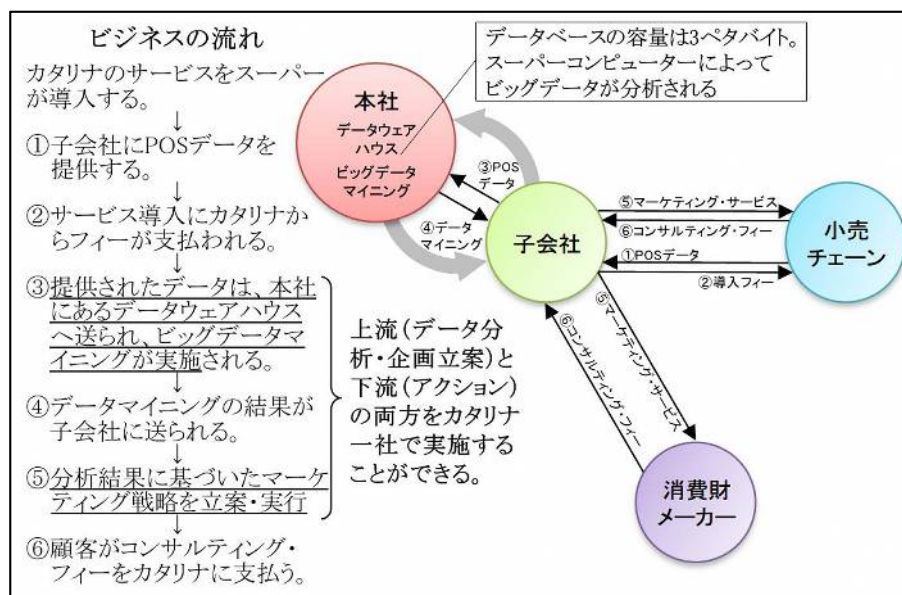 ビジネスの流れ
カタリナのサービスをスーパー
が導入する。
↓
①子会社にPOSデータを
提供する。
↓
②サービス導入にカタリナか
らフィーが支払われる。
↓
③提供されたデータは、本社
にあるデータウェアハウス
へ送られ、ビッグデータマ
イニングが実施される。
↓
④データマイニングの結果が
子会社に送られる。
↓
⑤分析結果に基づいたマーケ
ティング戦略を立案・実行
↓
⑥顧客がコンサルティング・
フィーをカタリナに支払う。
上流(データ分
析・企画立案)と
下流(アクション)
の両方をカタリナ
一社で実施する
ことができる。
データベースの容量は3ペタバイト。
スーパーコンピューターによって
ビッグデータが分析される
本社
データウェア
ハウス
ビッグデータ
マイニング
③POS
データ
④データ
マイニング
子会社
⑤マーケティング・サービス
⑥コンサルティング・フィー
①POSデータ
②導入フィー
小売
チェーン
⑤マーケティング・サービス
⑥コンサルティング・フィー
消費財
メーカー